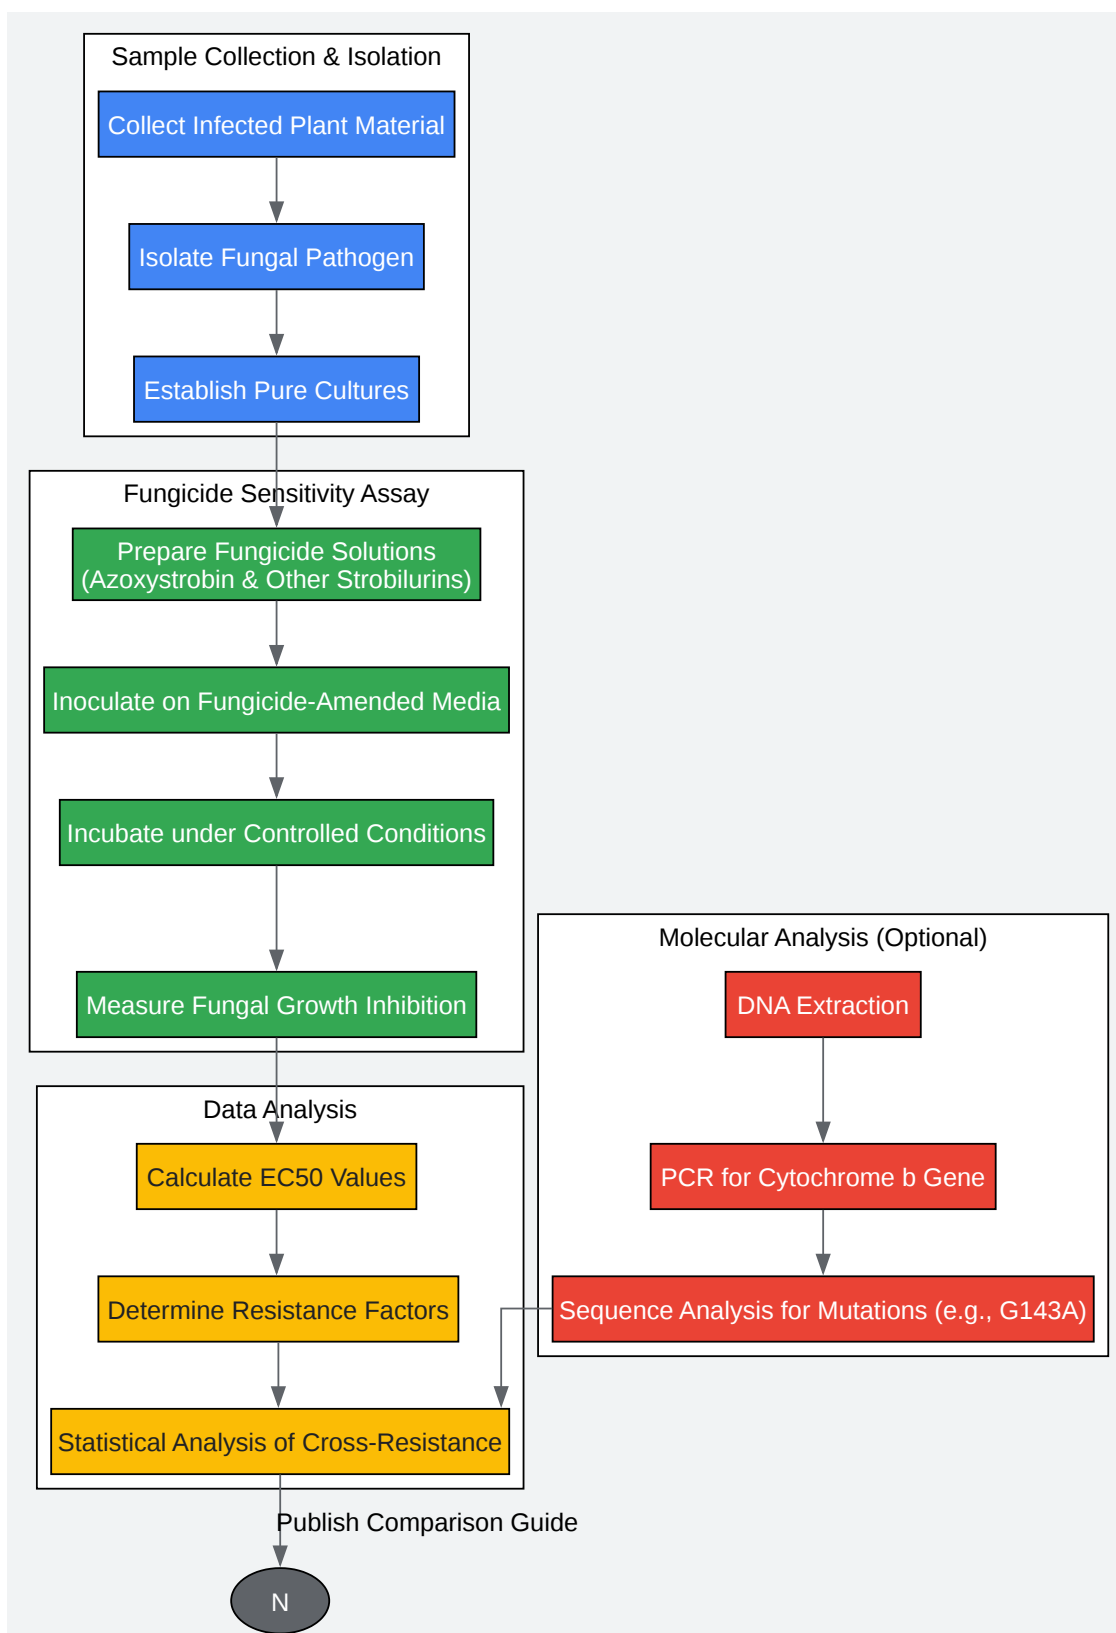 Sample Collection & Isolation
Collect Infected Plant Material
Isolate Fungal Pathogen
Establish Pure Cultures
Fungicide Sensitivity Assay
Prepare Fungicide Solutions
(Azoxystrobin & Other Strobilurins)
Inoculate on Fungicide-Amended Media
Incubate under Controlled Conditions
Measure Fungal Growth Inhibition
Molecular Analysis (Optional)
DNA Extraction
PCR for Cytochrome b Gene
Sequence Analysis for Mutations (e.g., G143A)
Data Analysis
Calculate EC50 Values
Determine Resistance Factors
Statistical Analysis of Cross-Resistance
Publish Comparison Guide
N